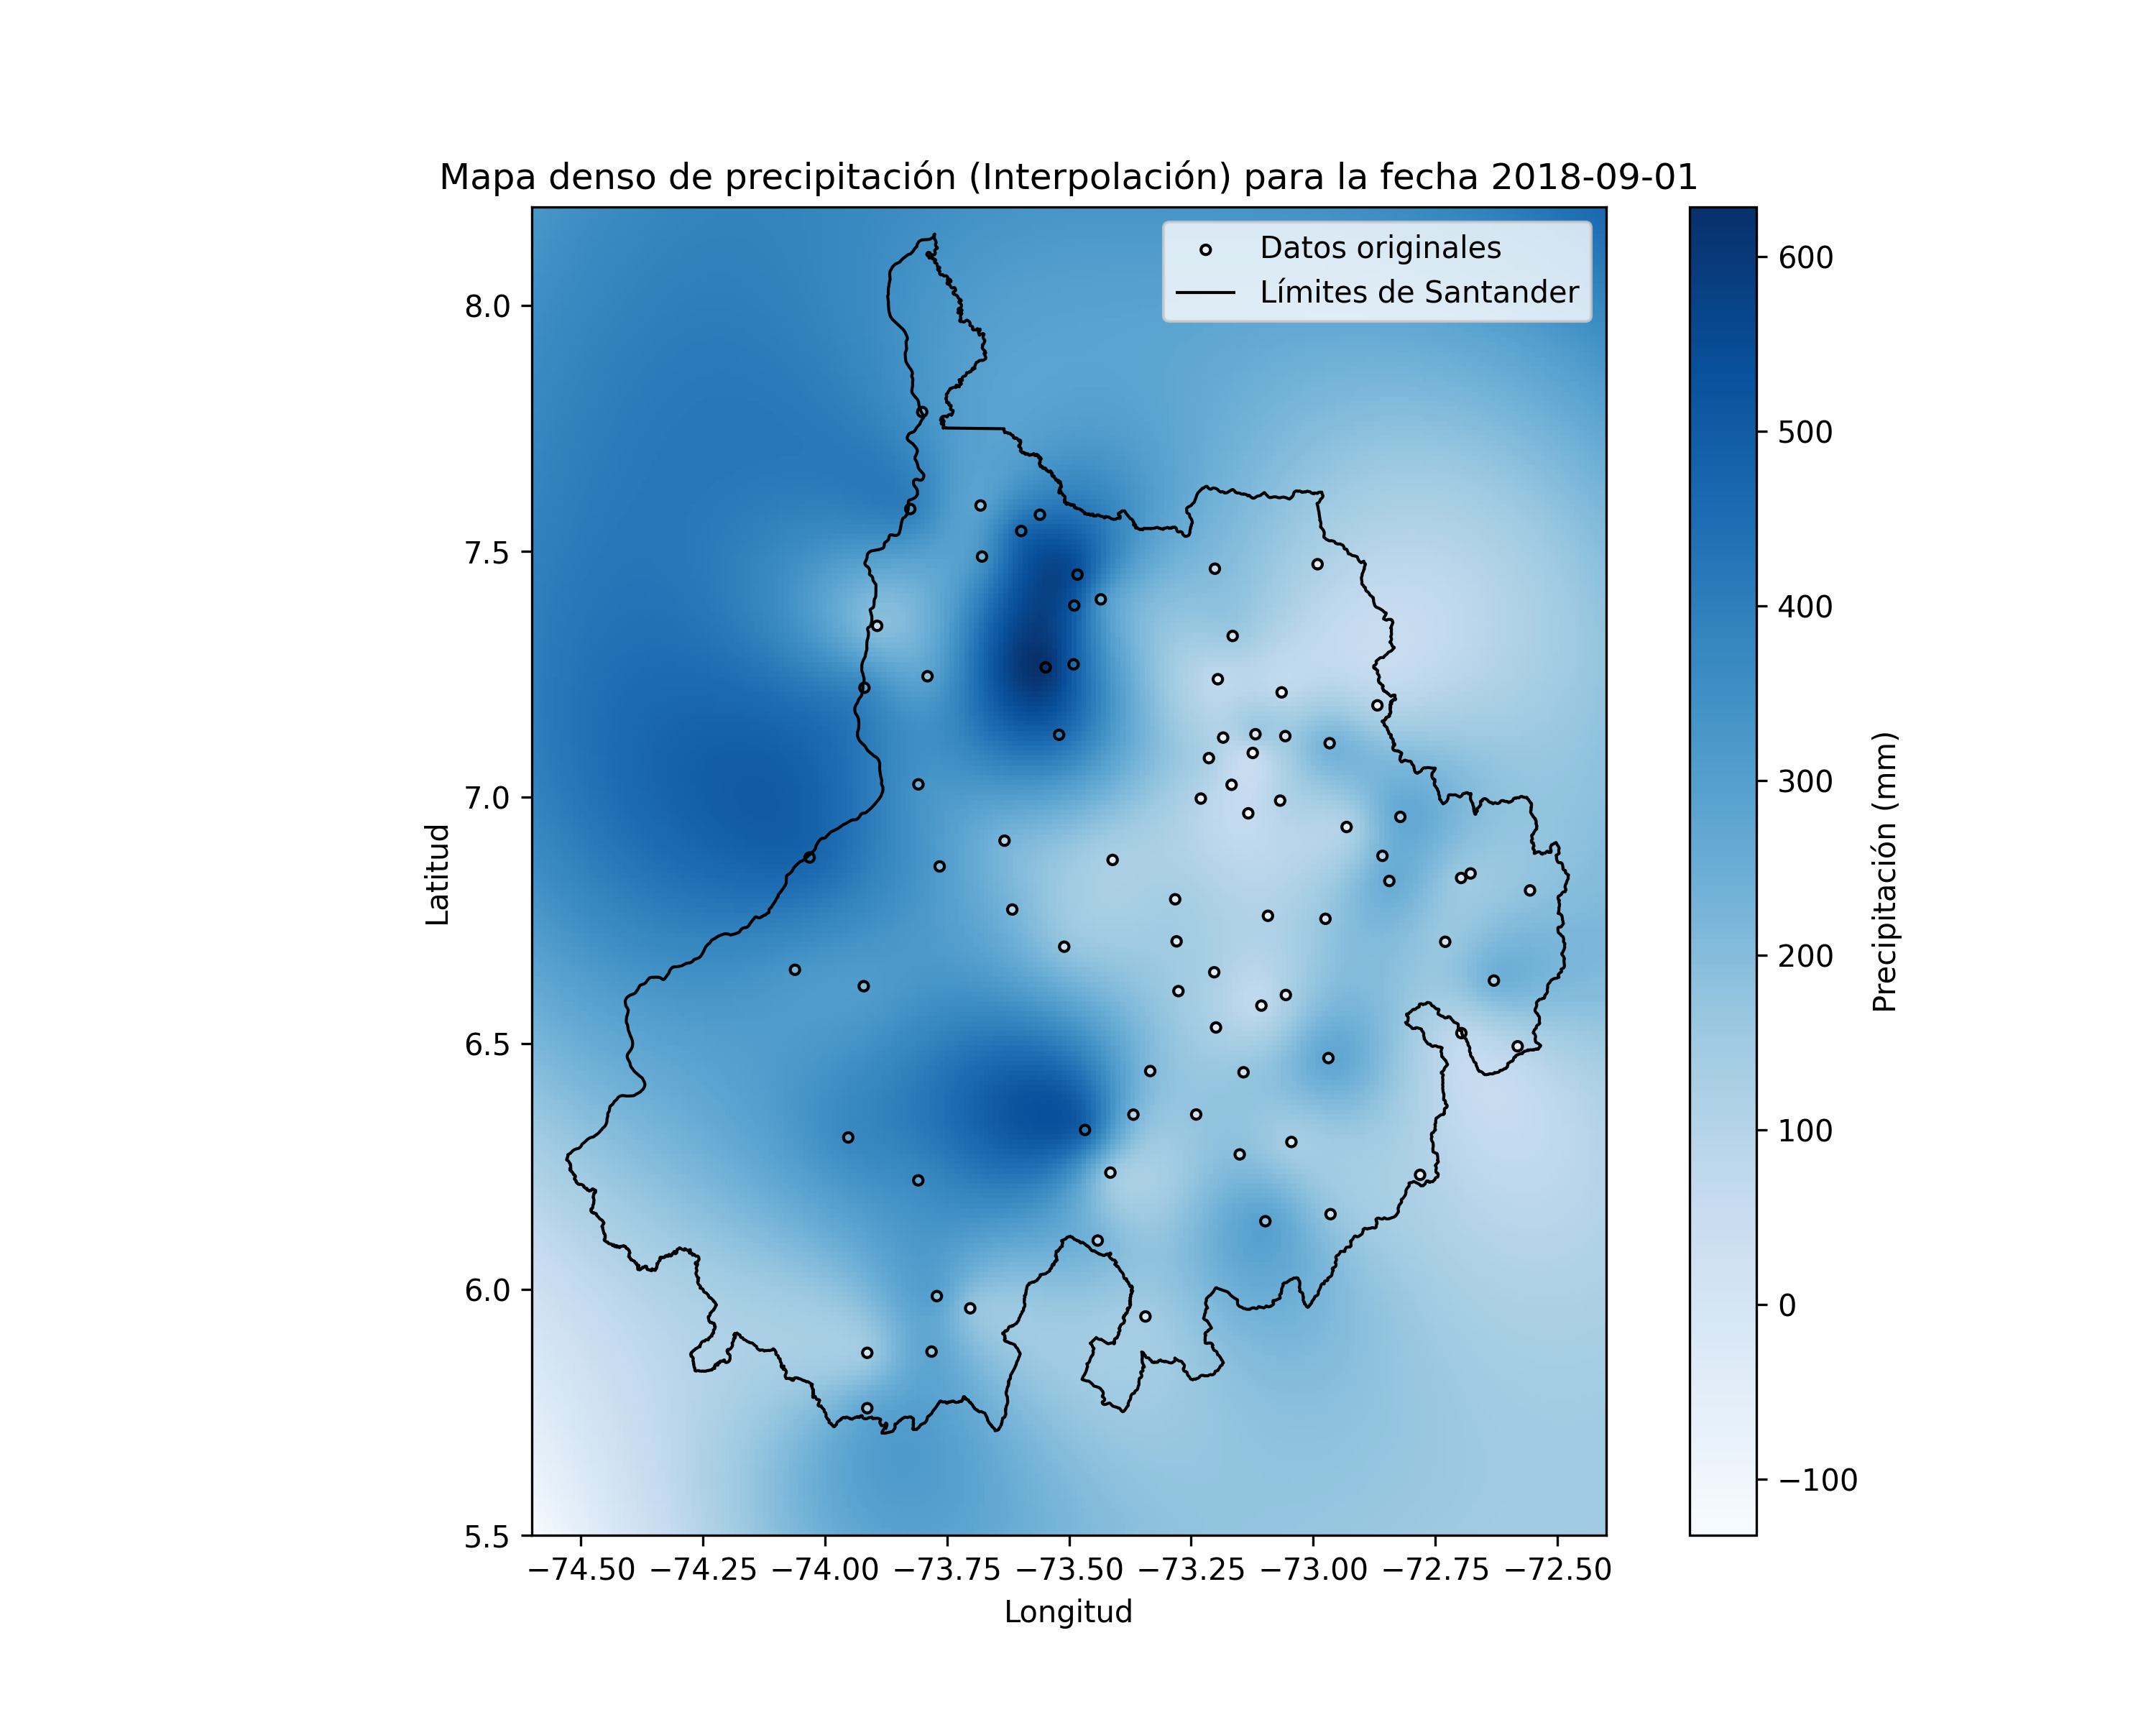 Mapa denso de precipitación (Interpolación) para la fecha 2018-09-01
Datos originales
Límites de Santander
8.0
7.5
7.0
6.5
6.0
5.5
Latitud
−74.50 −74.25 −74.00 −73.75 −73.50 −73.25 −73.00 −72.75 −72.50
Longitud
600
500
400
300
200
100
0
−100
Precipitación (mm)